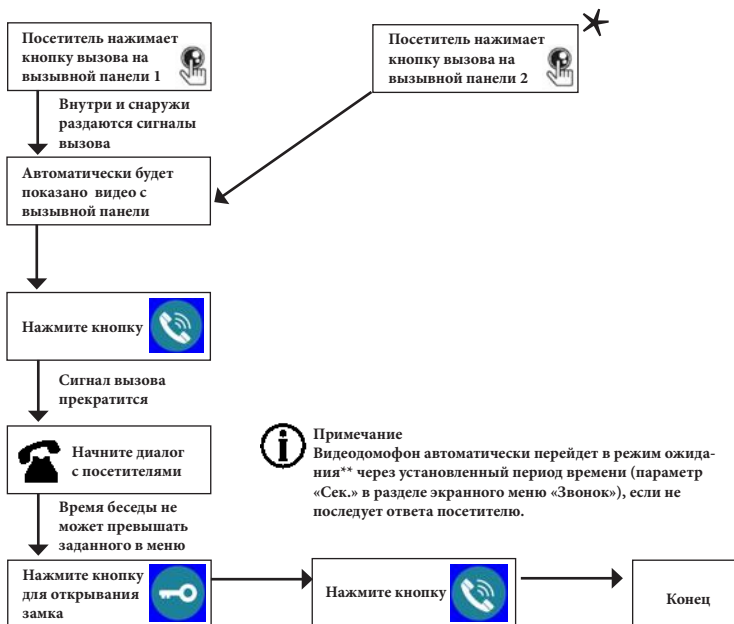 Посетитель нажимает
кнопку вызова на
вызывной панели 1
Посетитель нажимает
кнопку вызова на
вызывной панели 2
Внутри и снаружи
раздаются сигналы
вызова
Автоматически будет
показано видео с
вызывной панели
Нажмите кнопку
Сигнал вызова
прекратится
Начните диалог
с посетителями
Примечание
Видеодомофон автоматически перейдет в режим ожида-
ния** через установленный период времени (параметр
«Сек.» в разделе экранного меню «Звонок»), если не
последует ответа посетителю.
Время беседы не
может превышать
заданного в меню
Нажмите кнопку
для открывания
замка
Нажмите кнопку
Конец